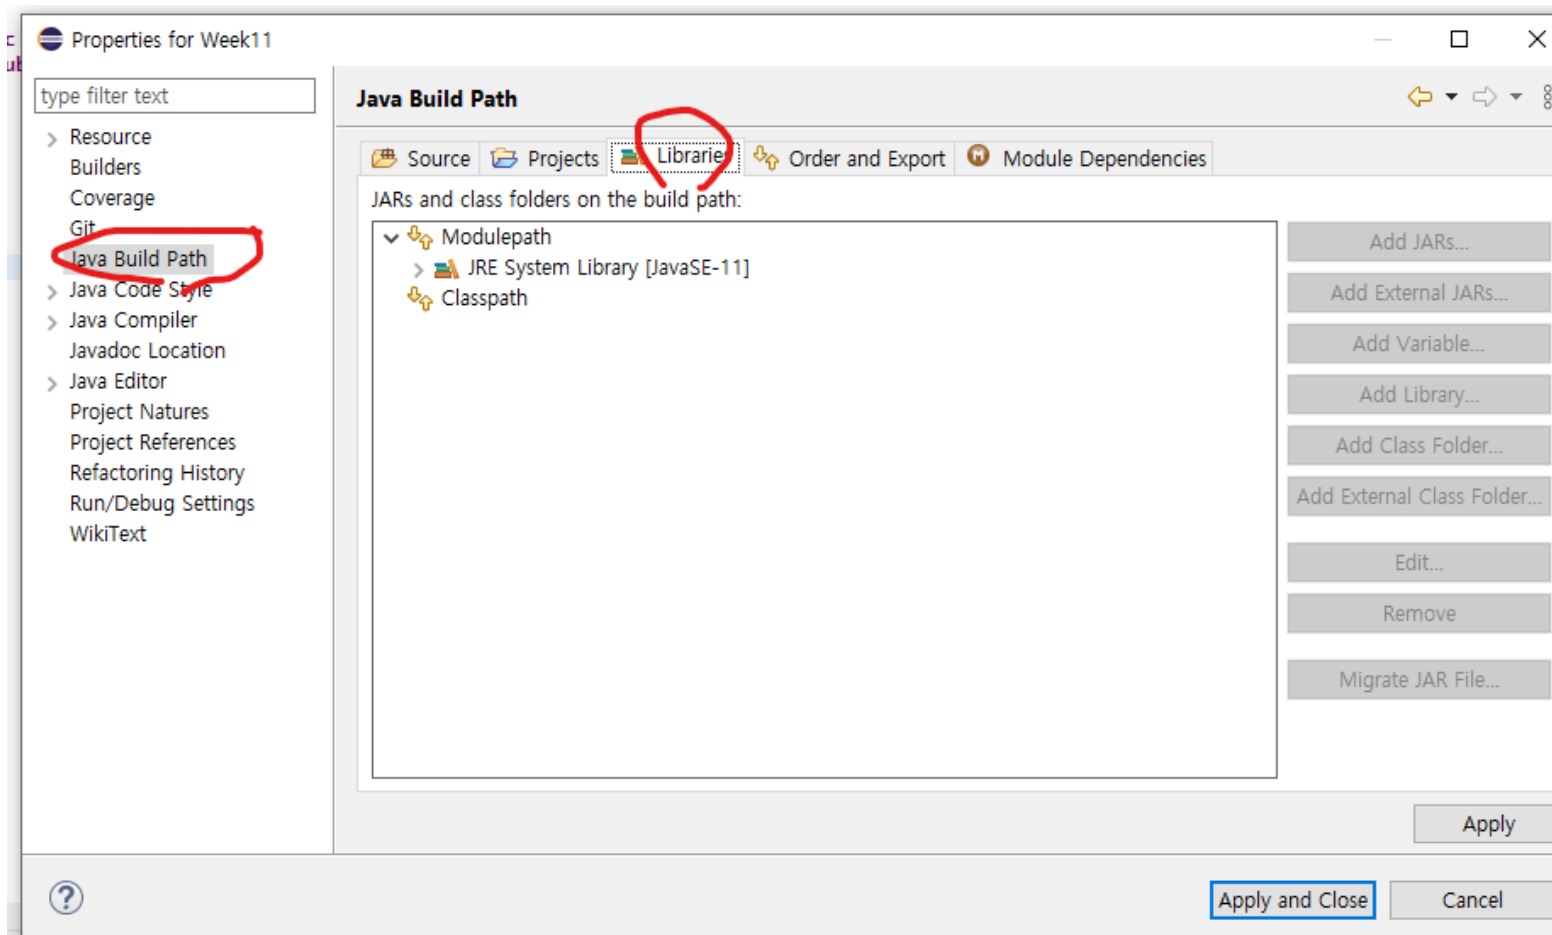 Properties for Week11
type filter text
Resource
Builders
Coverage
Git
Java Build Path
Java Code Style
Java Compiler
Javadoc Location
Java Editor
Project Natures
Project References
Refactoring History
Run/Debug Settings
WikiText
Java Build Path
Source Projects Libraries Order and Export Module Dependencies
JARs and class folders on the build path:
Modulepath
JRE System Library [JavaSE-11]
Classpath
Add JARs...
Add External JARs...
Add Variable...
Add Library...
Add Class Folder...
Add External Class Folder...
Edit...
Remove
Migrate JAR File...
Apply
Apply and Close
Cancel